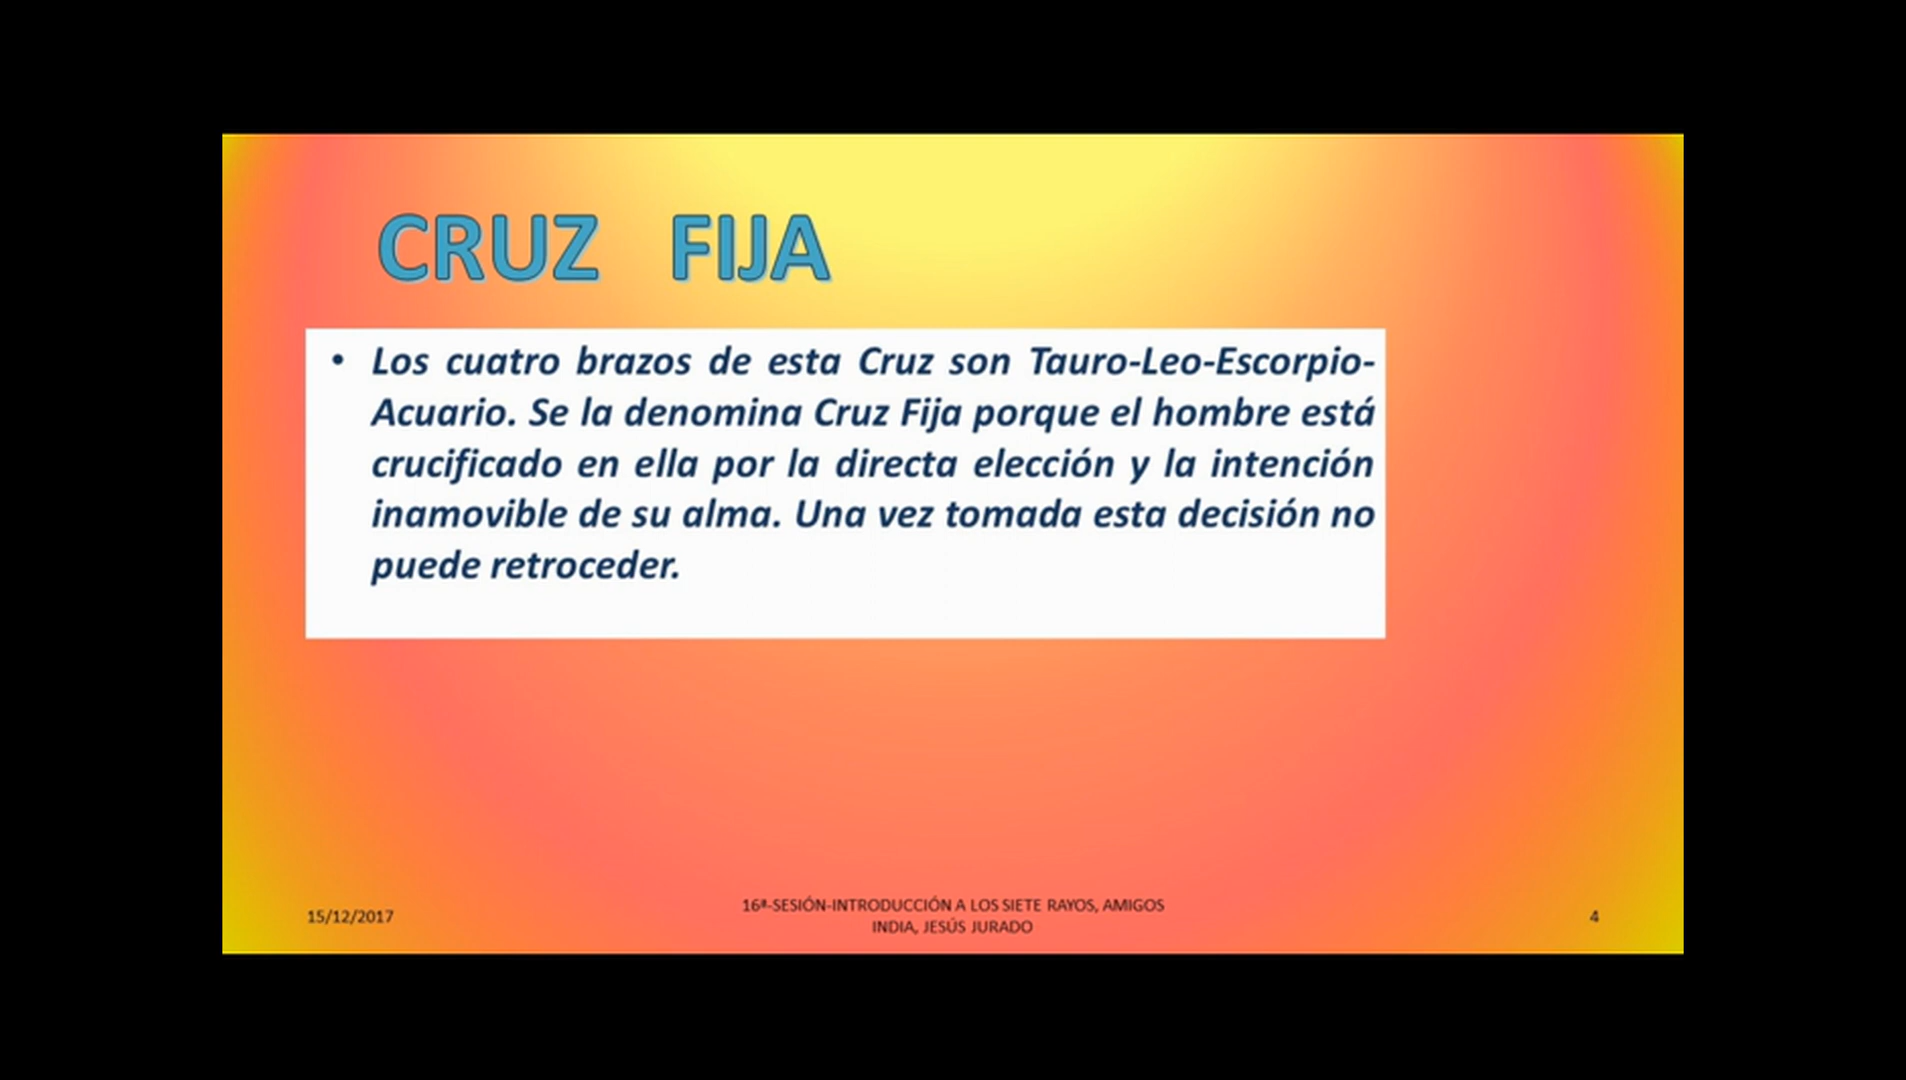 CRUZ FIJA
• Los cuatro brazos de esta Cruz son Tauro-Leo-Escorpio-
Acuario. Se la denomina Cruz Fija porque el hombre está
crucificado en ella por la directa elección y la intención
inamovible de su alma. Una vez tomada esta decisión no
puede retroceder.
15/12/2017
16ª-SESIÓN-INTRODUCCIÓN A LOS SIETE RAYOS, AMIGOS
INDIA, JESÚS JURADO
4